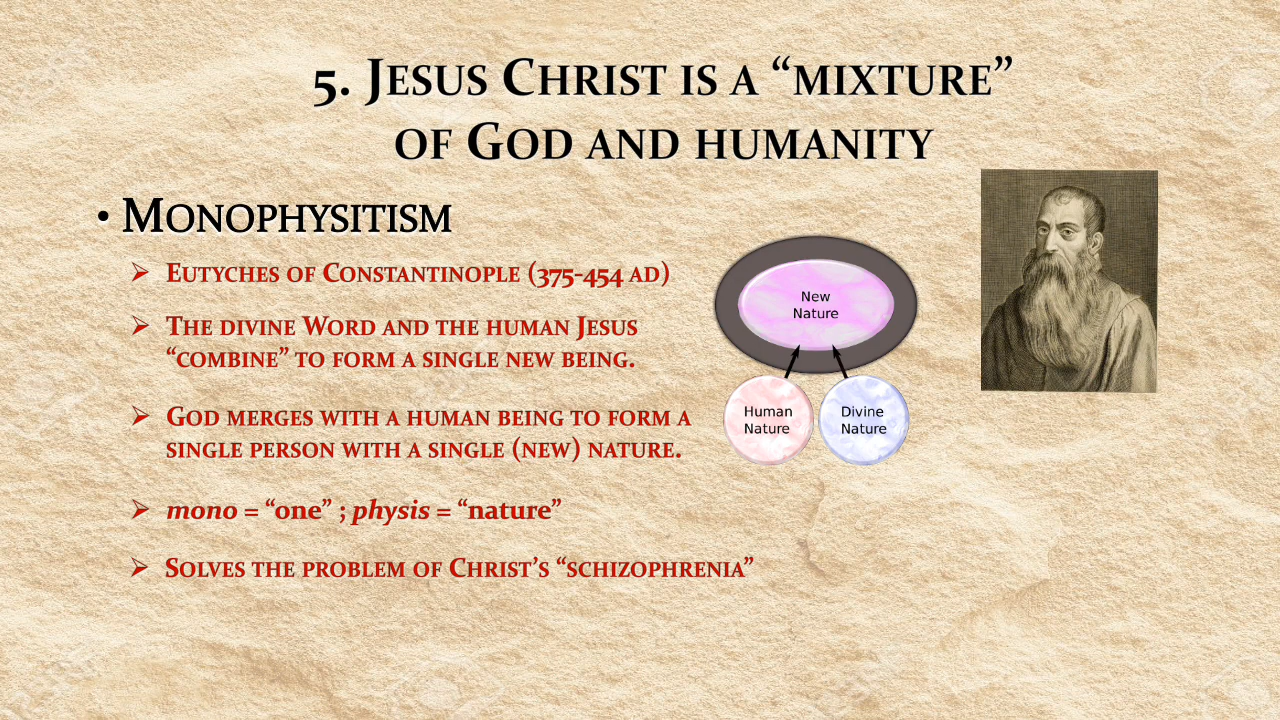 5. Jesus Christ is a “mixture”
of God and humanity
• Monophysitism
➢ Eutyches of Constantinople (375-454 AD)
➢ The divine Word and the human Jesus
“combine” to form a single new being.
➢ God merges with a human being to form a
single person with a single (new) nature.
➢ mono = “one” ; physis = “nature”
➢ Solves the problem of Christ’s “schizophrenia”
New
Nature
Human
Nature
Divine
Nature